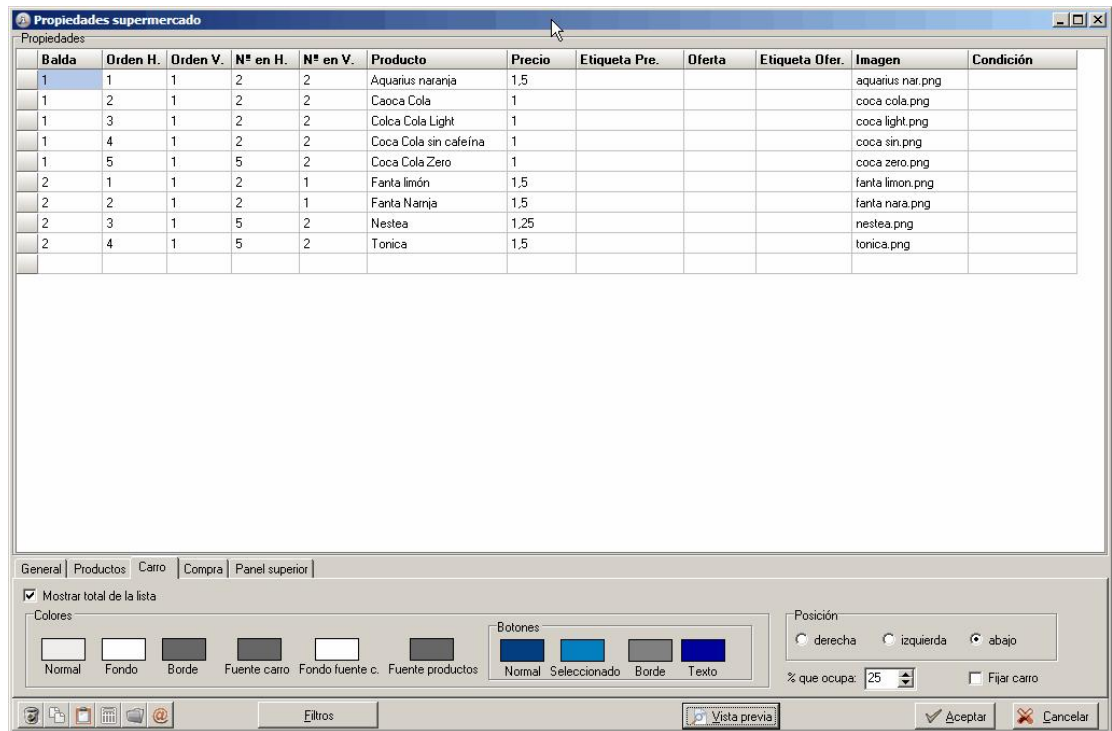 Propiedades supermercado
Propiedades
Balda Orden H. Orden V. Nº en H. Nº en V. Producto Precio Etiqueta Pre. Oferta Etiqueta Ofer. Imagen Condición
1 1 1 2 2 Aquarius naranja 1,5 aquarius nar.png
1 2 1 2 2 Caoca Cola 1 coca cola.png
1 3 1 2 2 Colca Cola Light 1 coca light.png
1 4 1 2 2 Coca Cola sin cafeína 1 coca sin.png
1 5 1 5 2 Coca Cola Zero 1 coca zero.png
2 1 1 2 1 Fanta limón 1,5 fanta limon.png
2 2 1 2 1 Fanta Narnja 1,5 fanta nara.png
2 3 1 5 2 Nestea 1,25 nestea.png
2 4 1 5 2 Tonica 1,5 tonica.png
General Productos Carro Compra Panel superior
Mostrar total de la lista
Colores
Normal Fondo Borde Fuente carro Fondo fuente c. Fuente productos
Botones
Normal Seleccionado Borde Texto
Posición
derecha izquierda abajo
% que ocupa: 25 Fijar carro
Filtros Vista previa Aceptar Cancelar